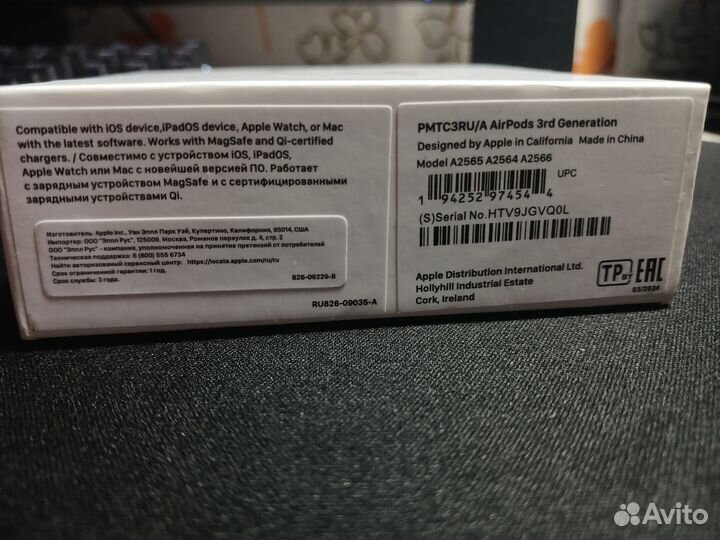 Compatible with iOS device,iPadOS device, Apple Watch, or Mac
with the latest software. Works with MagSafe and Qi-certified
chargers. / Совместимо с устройством iOS, iPadOS,
Apple Watch или Mac с новейшей версией ПО. Работает
с зарядным устройством MagSafe и с сертифицированными
зарядными устройствами Qi.
Изготовитель: Apple Inc., Уан Эппл Парк Уэй, Купертино, Калифорния, 95014, США
Импортер: ООО "Эппл Рус", 125009, Москва, Романов переулок д. 4, стр. 2
ООО "Эппл Рус" - компания, уполномоченная на принятие претензий от потребителей
Техническая поддержка: 8 (800) 555 6734
Найти авторизованный сервисный центр: https://locate.apple.com/ru/ru
Срок ограниченной гарантии: 1 год.
Срок службы: 3 года.
826-06226-B
RU826-09035-A
PMTC3RU/A AirPods 3rd Generation
Designed by Apple in California Made in China
Model A2565 A2564 A2566
UPC
1 94252 97454 4
(S)Serial No.HTV9JGVQ0L
Apple Distribution International Ltd.
Hollyhill Industrial Estate
Cork, Ireland
TP BY EAC
03/2024
Avito